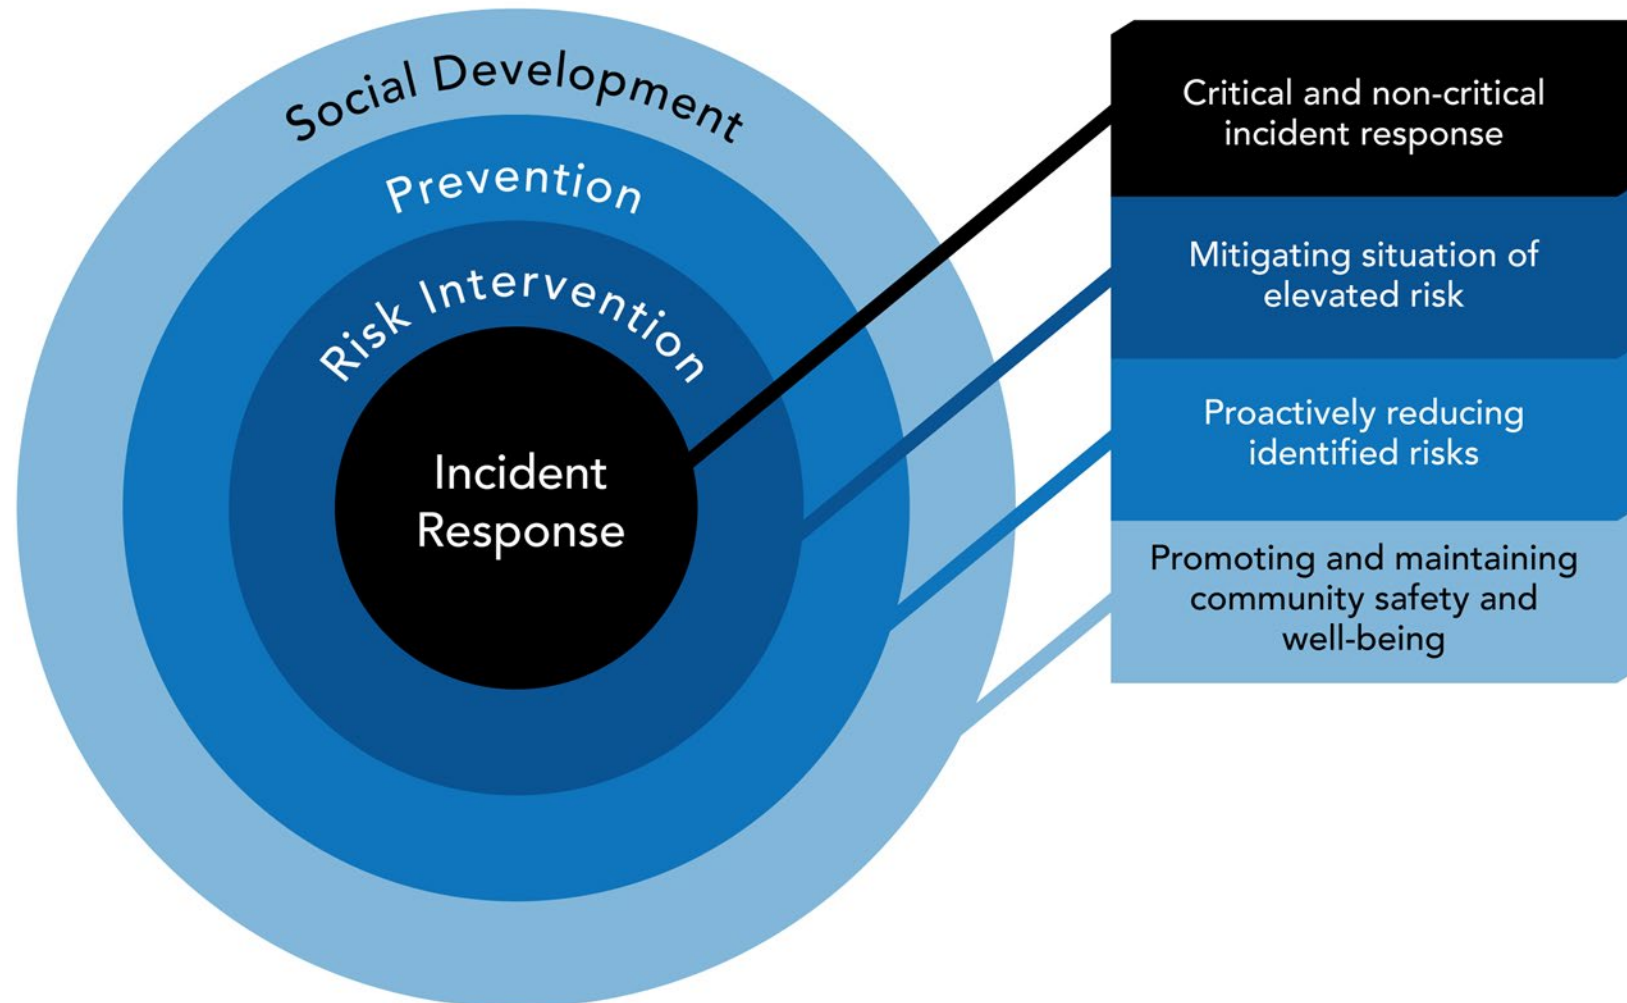 Social Development
Prevention
Risk Intervention
Incident
Response
Critical and non-critical
incident response
Mitigating situation of
elevated risk
Proactively reducing
identified risks
Promoting and maintaining
community safety and
well-being